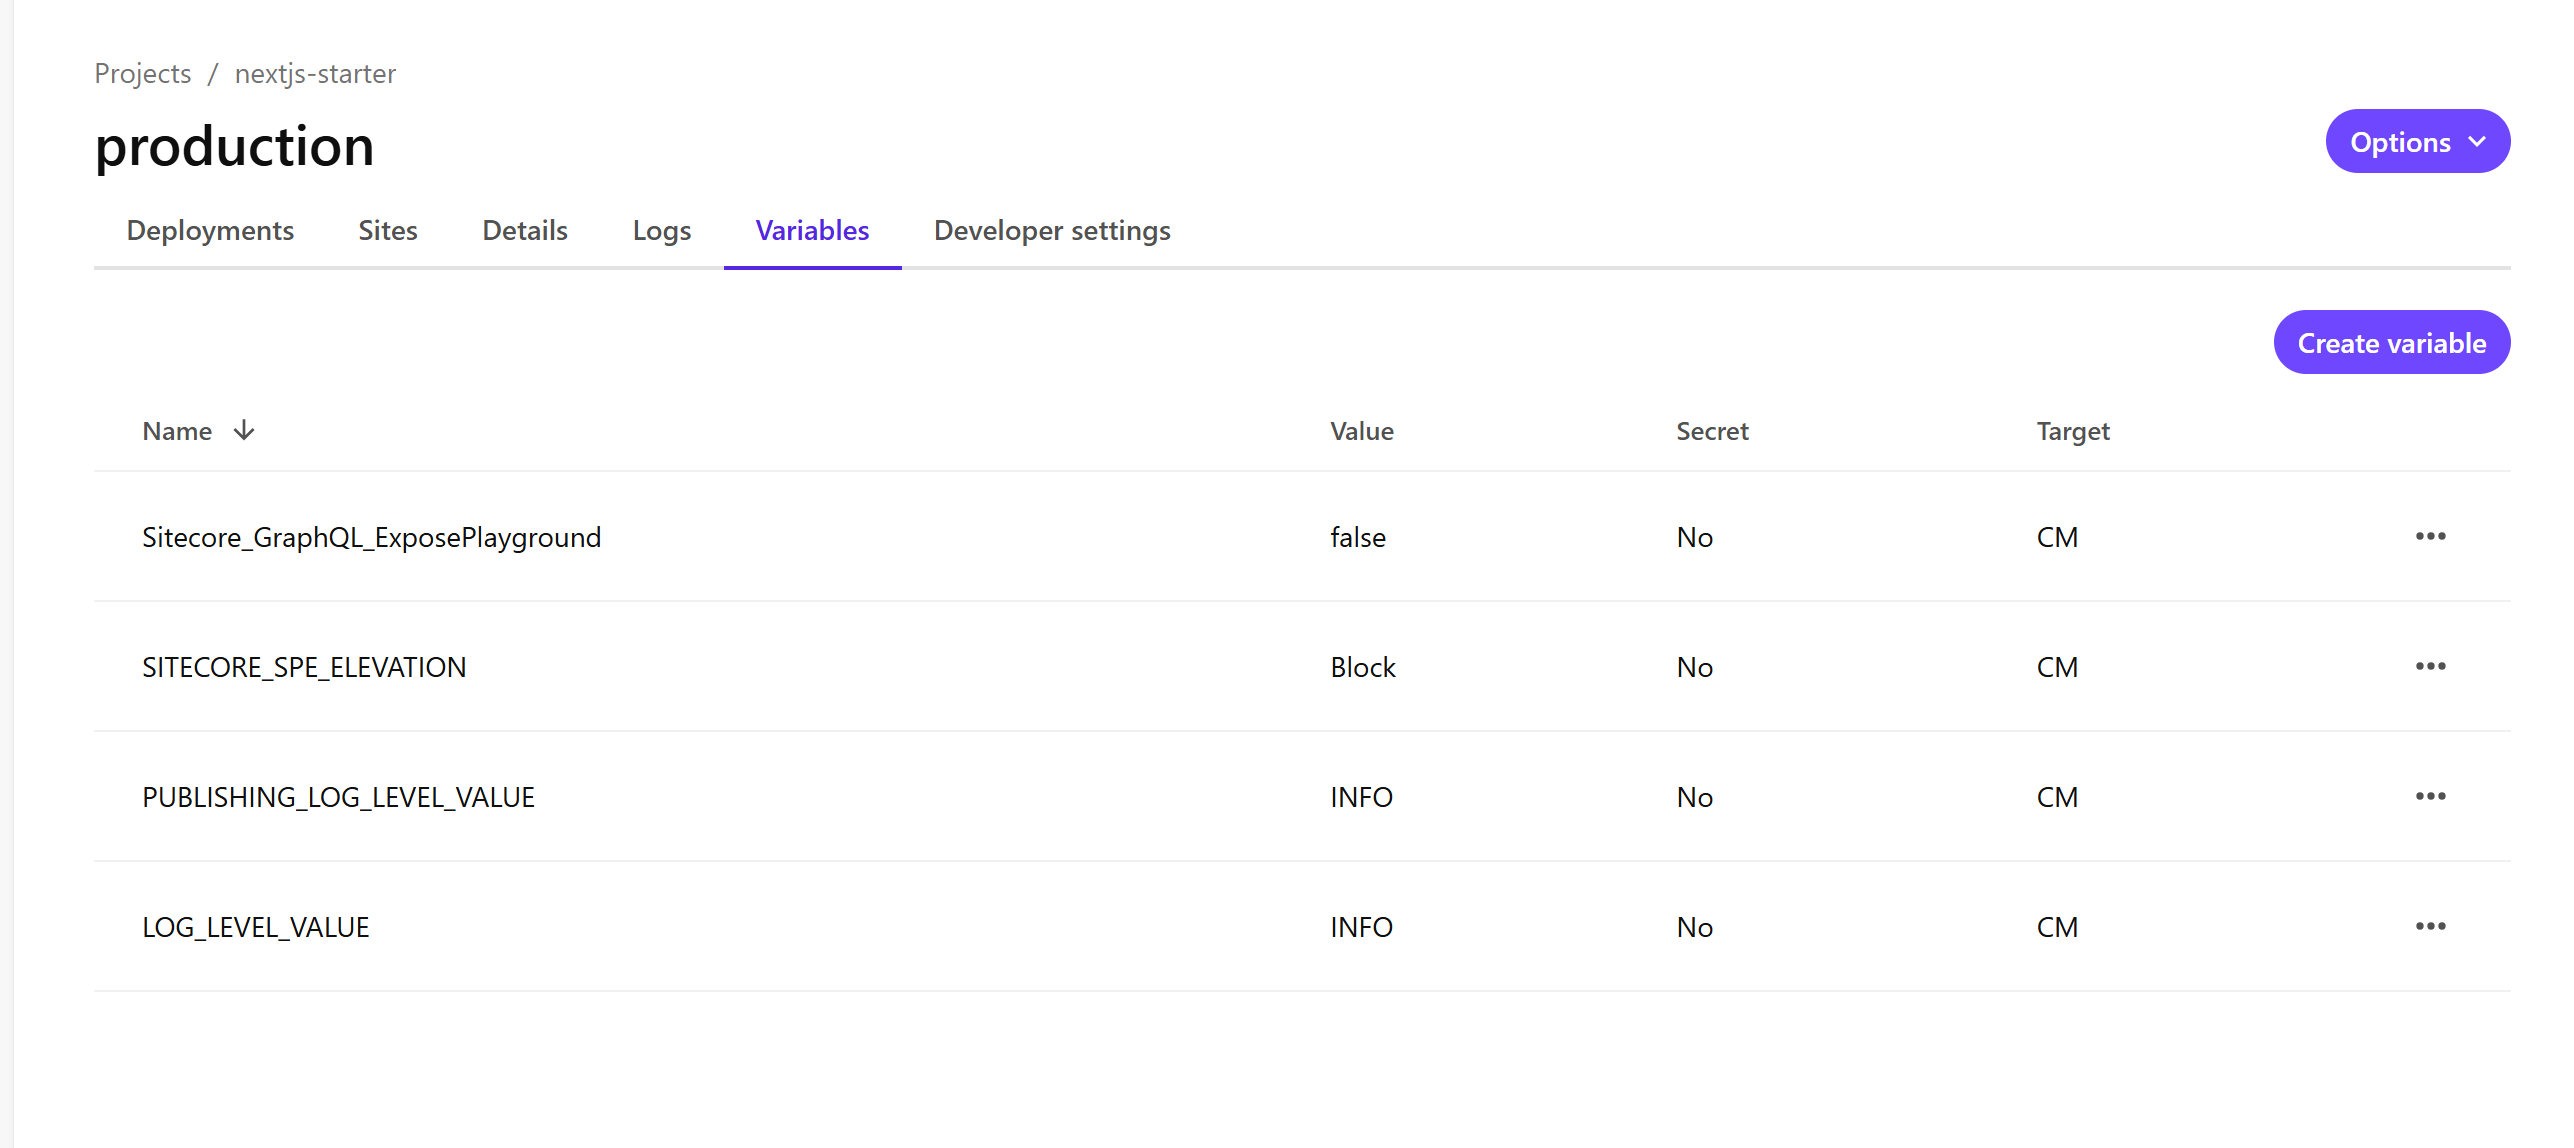 Projects / nextjs-starter
production
Options
Deployments Sites Details Logs Variables Developer settings
Create variable
Name Value Secret Target
Sitecore_GraphQL_ExposePlayground false No CM
SITECORE_SPE_ELEVATION Block No CM
PUBLISHING_LOG_LEVEL_VALUE INFO No CM
LOG_LEVEL_VALUE INFO No CM